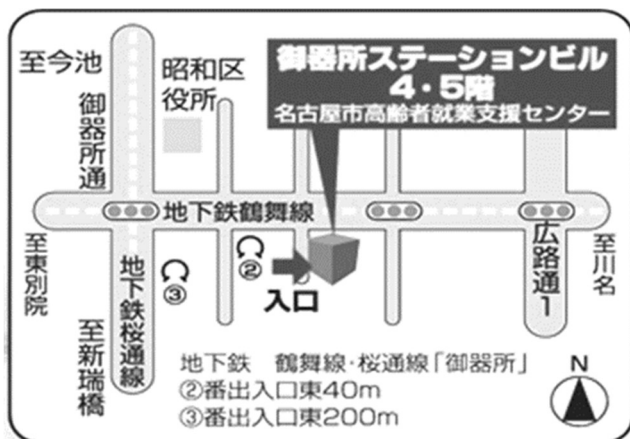 至今池
御器所通
昭和区
役所
御器所ステーションビル
4・5階
名古屋市高齢者就業支援センター
地下鉄鶴舞線
至東別院
至新瑞橋
地下鉄桜通線
③
②
入口
広路通1
至川名
地下鉄 鶴舞線・桜通線「御器所」
②番出入口東40m
③番出入口東200m
N